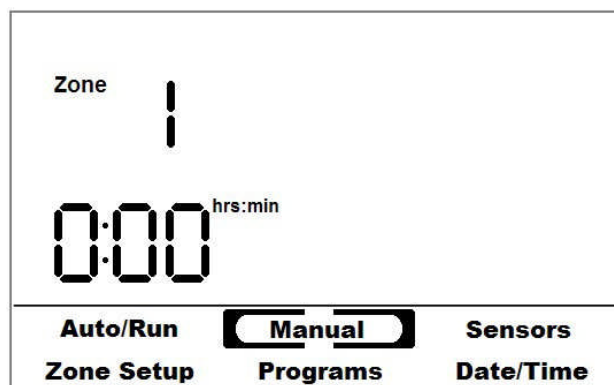 Zone 1
0:00 hrs:min
Auto/Run Manual Sensors
Zone Setup Programs Date/Time